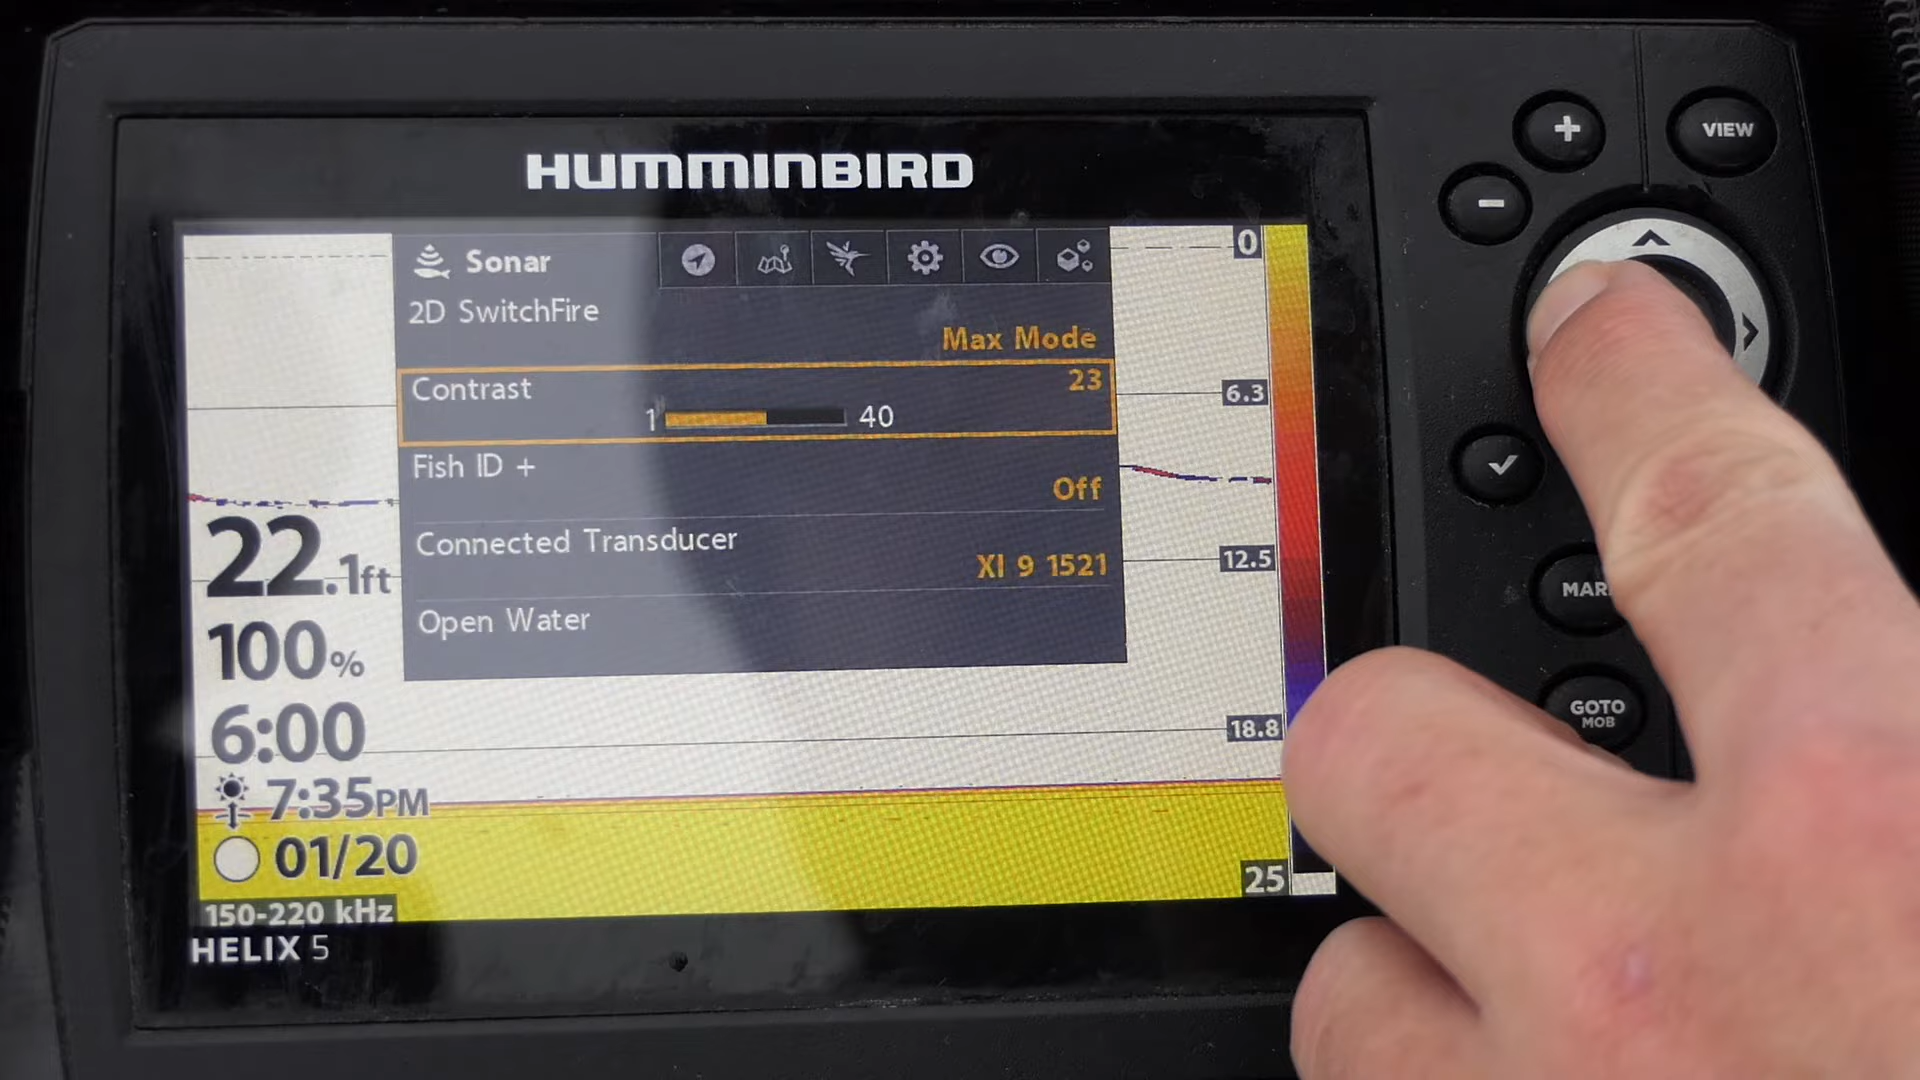 HUMMINBIRD
+
VIEW
-
Sonar
2D SwitchFire
Max Mode
Contrast
23
1
40
Fish ID +
Off
Connected Transducer
XI 9 1521
Open Water
0
6.3
12.5
18.8
25
22.1ft
100%
6:00
7:35PM
01/20
150-220 kHz
HELIX 5
GOTO
MOB